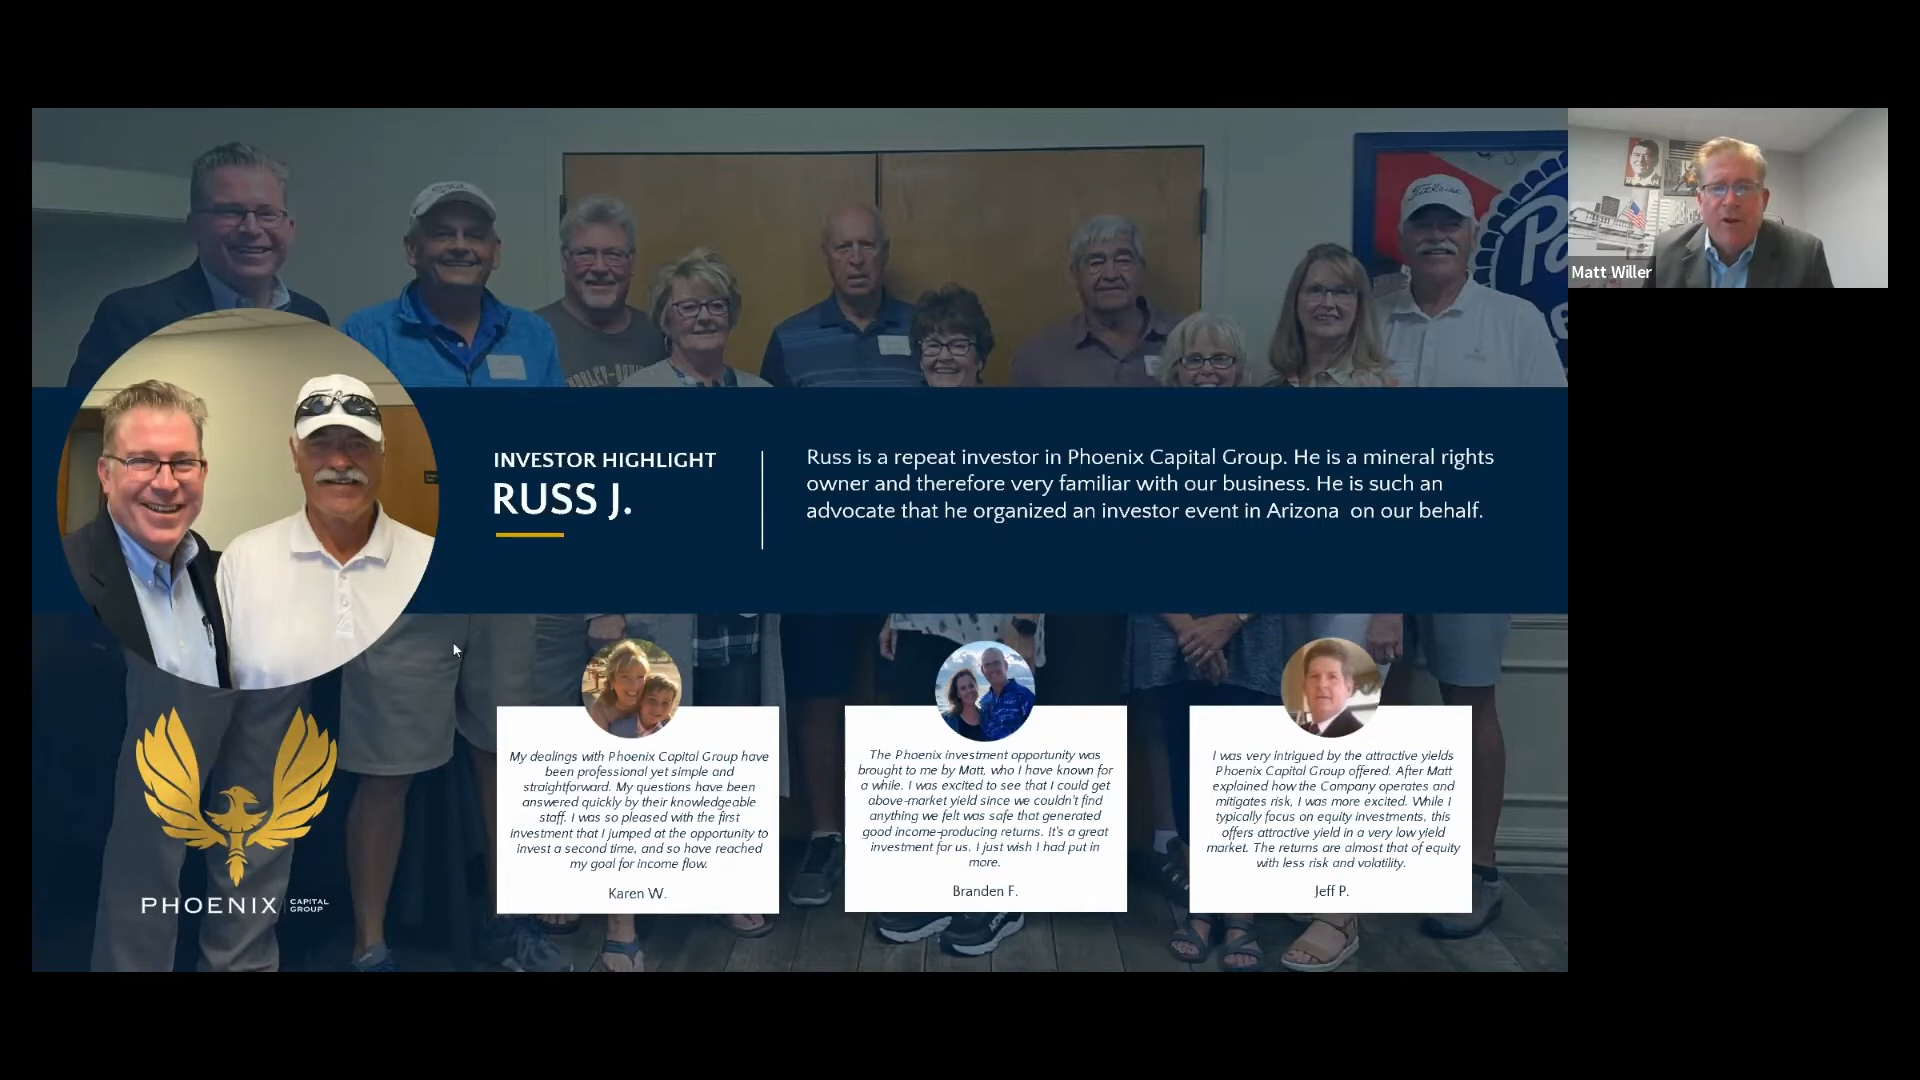 Titleist
Pa
HARLEY-DAVI
INVESTOR HIGHLIGHT
RUSS J.
Russ is a repeat investor in Phoenix Capital Group. He is a mineral rights
owner and therefore very familiar with our business. He is such an
advocate that he organized an investor event in Arizona on our behalf.
My dealings with Phoenix Capital Group have
been professional yet simple and
straightforward. My questions have been
answered quickly by their knowledgeable
staff. I was so pleased with the first
investment that I jumped at the opportunity to
invest a second time, and so have reached
my goal for income flow.
Karen W.
The Phoenix investment opportunity was
brought to me by Matt, who I have known for
a while. I was excited to see that I could get
above-market yield since we couldn't find
anything we felt was safe that generated
good income-producing returns. It's a great
investment for us. I just wish I had put in
more.
Branden F.
I was very intrigued by the attractive yields
Phoenix Capital Group offered. After Matt
explained how the Company operates and
mitigates risk, I was more excited. While I
typically focus on equity investments, this
offers attractive yield in a very low yield
market. The returns are almost that of equity
with less risk and volatility.
Jeff P.
PHOENIX
CAPITAL
GROUP
Matt Willer